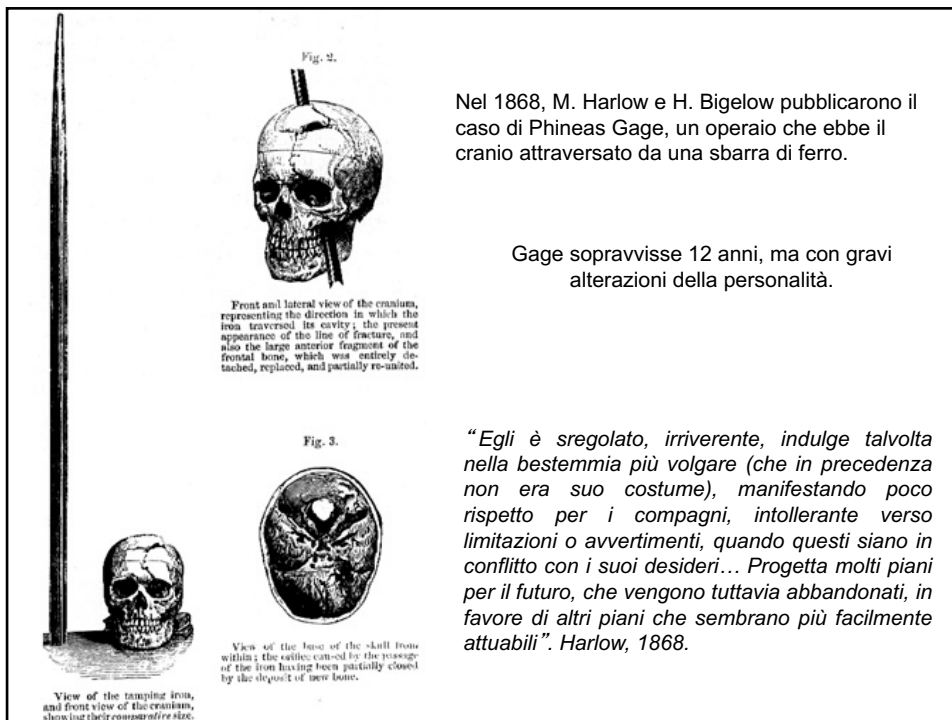 Fig. 2.
Front and lateral view of the cranium,
representing the direction in which the
iron traversed its cavity; the present
appearance of the line of fracture, and
also the large anterior fragment of the
frontal bone, which was entirely de-
tached, replaced, and partially re-united.
Fig. 3.
View of the base of the skull from
within; the orifice caused by the passage
of the iron having been partially closed
by the deposit of new bone.
View of the tamping iron,
and front view of the cranium,
showing their comparative size.
Nel 1868, M. Harlow e H. Bigelow pubblicarono il
caso di Phineas Gage, un operaio che ebbe il
cranio attraversato da una sbarra di ferro.
Gage sopravvisse 12 anni, ma con gravi
alterazioni della personalità.
“Egli è sregolato, irriverente, indulge talvolta
nella bestemmia più volgare (che in precedenza
non era suo costume), manifestando poco
rispetto per i compagni, intollerante verso
limitazioni o avvertimenti, quando questi siano in
conflitto con i suoi desideri… Progetta molti piani
per il futuro, che vengono tuttavia abbandonati, in
favore di altri piani che sembrano più facilmente
attuabili”. Harlow, 1868.